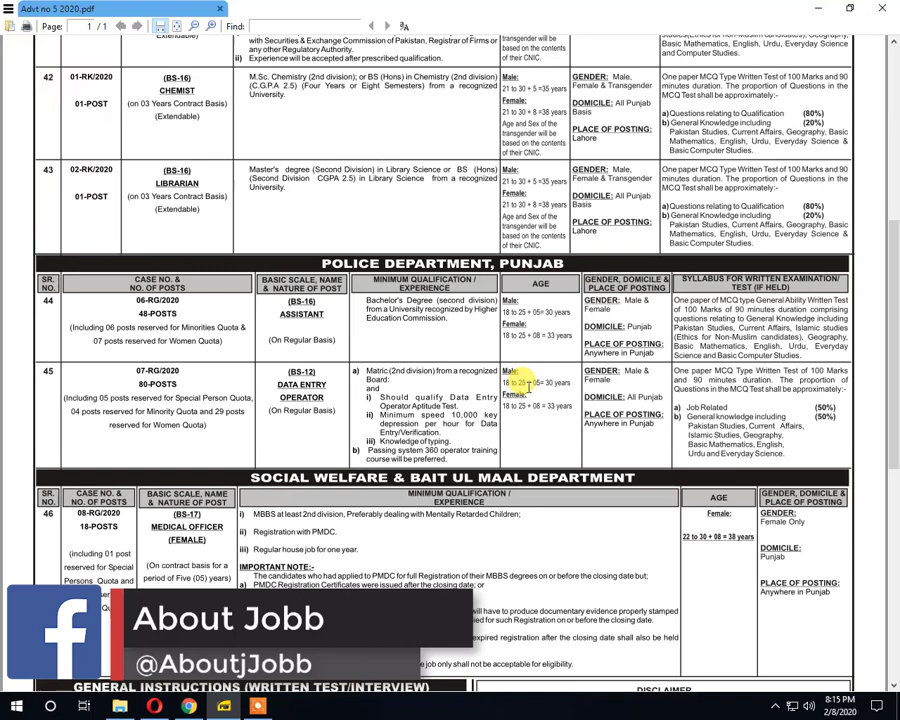 Advt no 5 2020.pdf
Page: 1 / 1 Find:
with Securities & Exchange Commission of Pakistan, Registrar of Firms or
any other Regulatory Authority.
ii) Experience will be accepted after prescribed qualification.
transgender will be
based on the contents
of their CNIC.
Basic Mathematics, English, Urdu, Everyday Science
and Basic Computer Studies.
42
01-RK/2020
01-POST
(BS-16)
CHEMIST
(on 03 Years Contract Basis)
(Extendable)
M.Sc. Chemistry (2nd division); or BS (Hons) in Chemistry (2nd division)
(C.G.P.A 2.5) (Four Years or Eight Semesters) from a recognized
University.
Male:
21 to 30 + 5 =35 years
Female:
21 to 30 + 8 =38 years
Age and Sex of the
transgender will be
based on the contents
of their CNIC.
GENDER: Male,
Female & Transgender
DOMICILE: All Punjab
Basis
PLACE OF POSTING:
Lahore
One paper MCQ Type Written Test of 100 Marks and 90
minutes duration. The proportion of Questions in the
MCQ Test shall be approximately:-
a) Questions relating to Qualification (80%)
b) General Knowledge including (20%)
Pakistan Studies, Current Affairs, Geography, Basic
Mathematics, English, Urdu, Everyday Science &
Basic Computer Studies.
43
02-RK/2020
01-POST
(BS-16)
LIBRARIAN
(on 03 Years Contract Basis)
(Extendable)
Master's degree (Second Division) in Library Science or BS (Hons)
(Second Division CGPA 2.5) in Library Science from a recognized
University.
Male:
21 to 30 + 5 =35 years
Female:
21 to 30 + 8 =38 years
Age and Sex of the
transgender will be
based on the contents
of their CNIC.
GENDER: Male,
Female & Transgender
DOMICILE: All Punjab
Basis
PLACE OF POSTING:
Lahore
One paper MCQ Type Written Test of 100 Marks and 90
minutes duration. The proportion of Questions in the
MCQ Test shall be approximately:-
a) Questions relating to Qualification (80%)
b) General Knowledge including (20%)
Pakistan Studies, Current Affairs, Geography, Basic
Mathematics, English, Urdu, Everyday Science &
Basic Computer Studies.
POLICE DEPARTMENT, PUNJAB
SR. NO.
CASE NO. &
NO. OF POSTS
BASIC SCALE, NAME
& NATURE OF POST
MINIMUM QUALIFICATION /
EXPERIENCE
AGE
GENDER, DOMICILE &
PLACE OF POSTING
SYLLABUS FOR WRITTEN EXAMINATION/
TEST (IF HELD)
44
06-RG/2020
48-POSTS
(Including 06 posts reserved for Minorities Quota &
07 posts reserved for Women Quota)
(BS-16)
ASSISTANT
(On Regular Basis)
Bachelor's Degree (second division)
from a University recognized by Higher
Education Commission.
Male:
18 to 25 + 05= 30 years
Female:
18 to 25 + 08 = 33 years
GENDER: Male &
Female
DOMICILE: Punjab
PLACE OF POSTING:
Anywhere in Punjab
One paper of MCQ type General Ability Written Test
of 100 Marks of 90 minutes duration comprising
questions relating to General Knowledge including
Pakistan Studies, Current Affairs, Islamic studies
(Ethics for non-Muslim candidates), Geography,
Basic Mathematics, English, Urdu, Everyday
Science and Basic Computer Studies
45
07-RG/2020
80-POSTS
(Including 05 posts reserved for Special Person Quota,
04 posts reserved for Minority Quota and 29 posts
reserved for Women Quota)
(BS-12)
DATA ENTRY
OPERATOR
(On Regular Basis)
a) Matric (2nd division) from a recognized
Board:
and
i) Should qualify Data Entry
Operator Aptitude Test.
ii) Minimum speed 10,000 key
depression per hour for Data
Entry/Verification.
iii) Knowledge of typing.
b) Passing system 360 operator training
course will be preferred.
Male:
18 to 25 + 05= 30 years
Female:
18 to 25 + 08 = 33 years
GENDER: Male &
Female
DOMICILE: All Punjab
PLACE OF POSTING:
Anywhere in Punjab
One paper MCQ Type Written Test of 100 Marks
and 90 minutes duration. The proportion of
Questions in the MCQ Test shall be approximately:-
a) Job Related (50%)
b) General knowledge including (50%)
Pakistan Studies, Current Affairs,
Islamic Studies, Geography,
Basic Mathematics, English,
Urdu and Everyday Science.
SOCIAL WELFARE & BAIT UL MAAL DEPARTMENT
SR. NO.
CASE NO. &
NO. OF POSTS
BASIC SCALE, NAME
& NATURE OF POST
MINIMUM QUALIFICATION /
EXPERIENCE
AGE
GENDER, DOMICILE &
PLACE OF POSTING
46
08-RG/2020
18-POSTS
(including 01 post
reserved for Special
Persons Quota and
(BS-17)
MEDICAL OFFICER
(FEMALE)
(On contract basis for a
period of Five (05) years)
i) MBBS at least 2nd division, Preferably dealing with Mentally Retarded Children;
ii) Registration with PMDC.
iii) Regular house job for one year.
IMPORTANT NOTE:-
The candidates who had applied to PMDC for full Registration of their MBBS degrees on or before the closing date but;
a) PMDC Registration Certificates were issued after the closing date; or
will have to produce documentary evidence properly stamped
ied for such Registration on or before the closing date.
expired registration after the closing date shall also be held
e job only shall not be acceptable for eligibility.
Female:
22 to 30 + 08 = 38 years
GENDER:
Female Only
DOMICILE:
Punjab
PLACE OF POSTING:
Anywhere in Punjab
About Jobb
@AboutjJobb
GENERAL INSTRUCTIONS (WRITTEN TEST/INTERVIEW)
DISCLAIMER
8:15 PM
2/8/2020